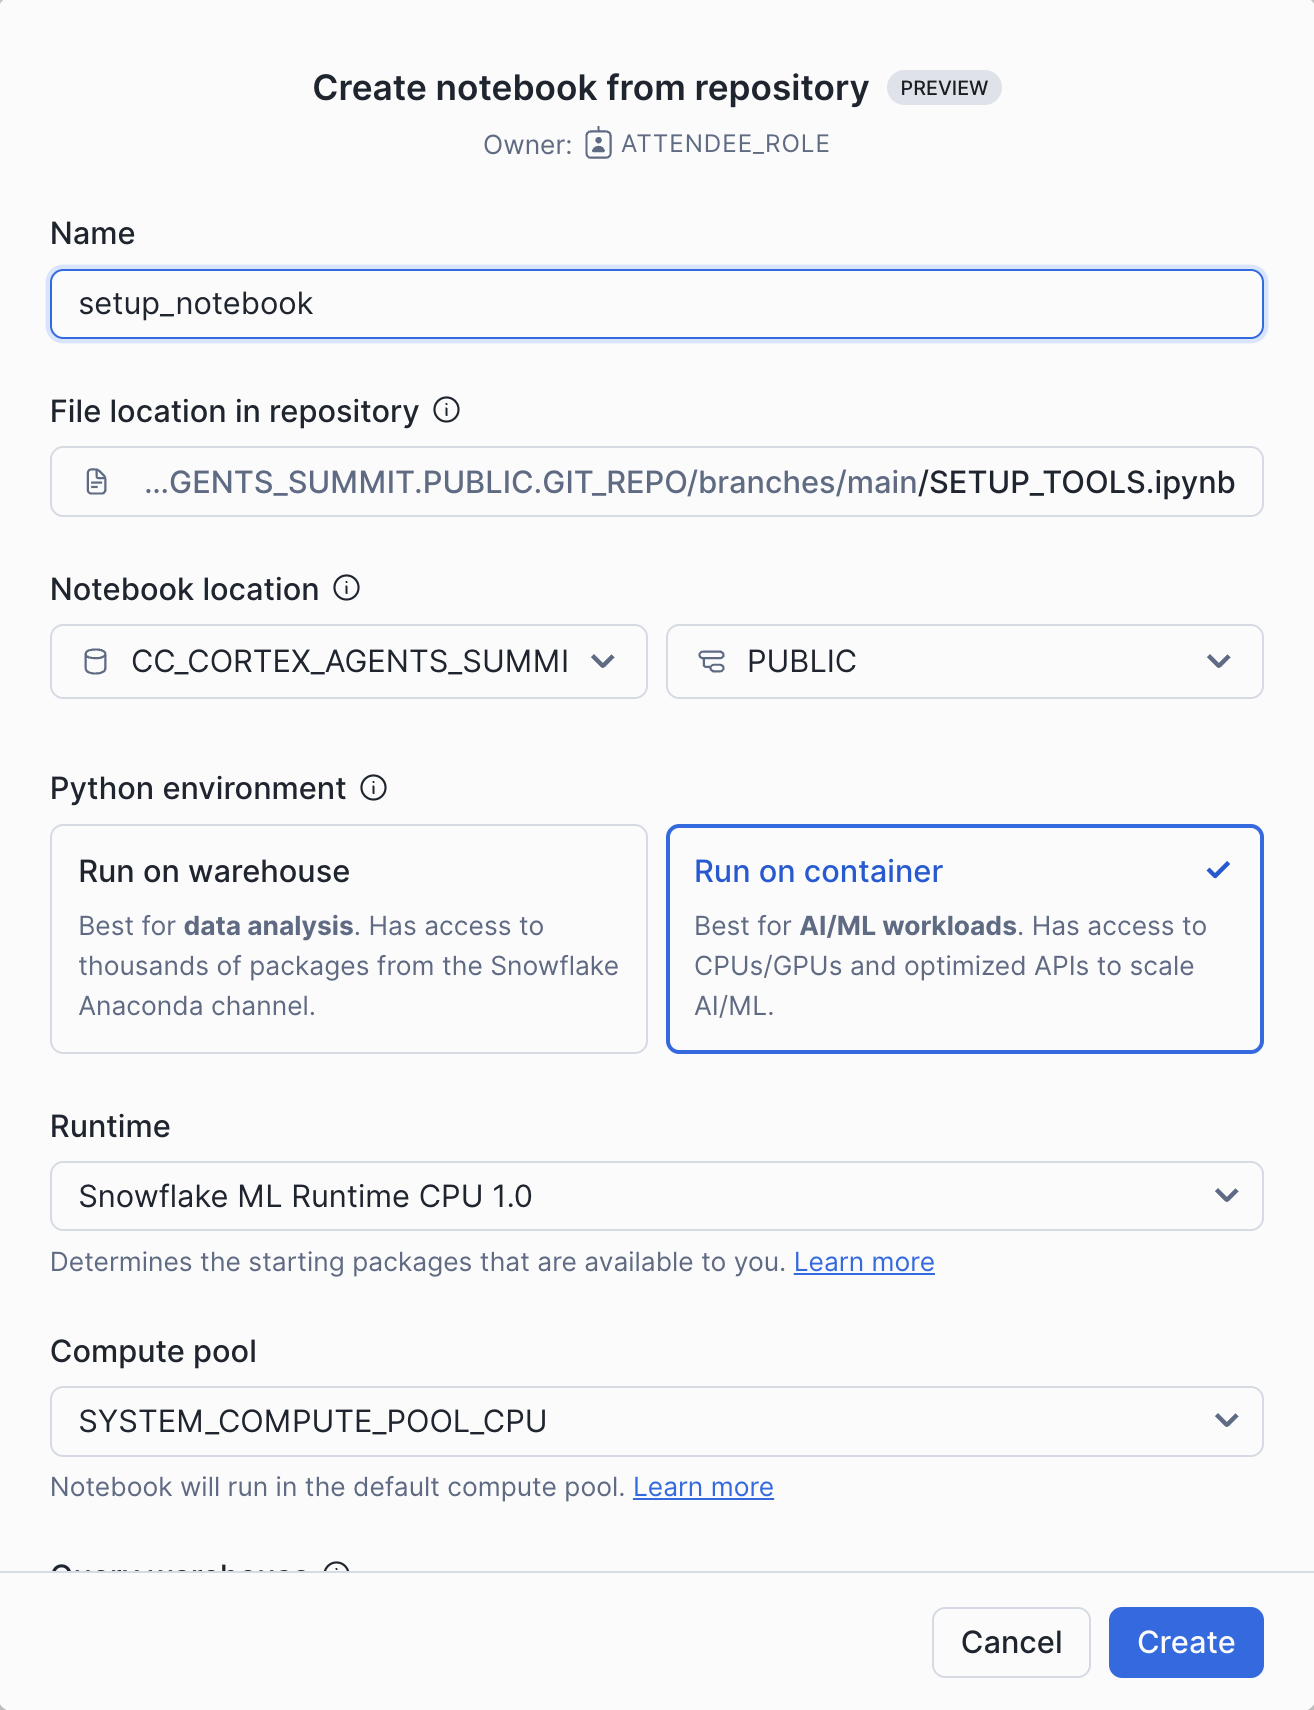 Create notebook from repository PREVIEW
Owner: ATTENDEE_ROLE
Name
setup_notebook
File location in repository
...GENTS_SUMMIT.PUBLIC.GIT_REPO/branches/main/SETUP_TOOLS.ipynb
Notebook location
CC_CORTEX_AGENTS_SUMMI PUBLIC
Python environment
Run on warehouse
Best for data analysis. Has access to
thousands of packages from the Snowflake
Anaconda channel.
Run on container
Best for AI/ML workloads. Has access to
CPUs/GPUs and optimized APIs to scale
AI/ML.
Runtime
Snowflake ML Runtime CPU 1.0
Determines the starting packages that are available to you. Learn more
Compute pool
SYSTEM_COMPUTE_POOL_CPU
Notebook will run in the default compute pool. Learn more
Query warehouse
Cancel Create